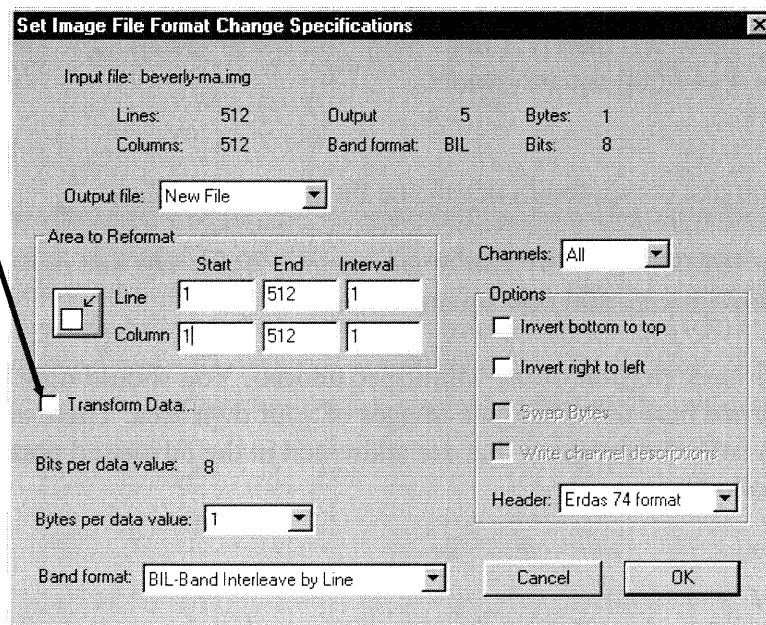 Set Image File Format Change Specifications
Input file: beverly-ma.img
Lines: 512 Output 5 Bytes: 1
Columns: 512 Band format: BIL Bits: 8
Output file: New File
Area to Reformat
Start End Interval
Line 1 512 1
Column 1 512 1
Channels: All
Options
Invert bottom to top
Invert right to left
Swap Bytes
Write channel descriptions
Header: Erdas 74 format
Transform Data...
Bits per data value: 8
Bytes per data value: 1
Band format: BIL-Band Interleave by Line
Cancel OK